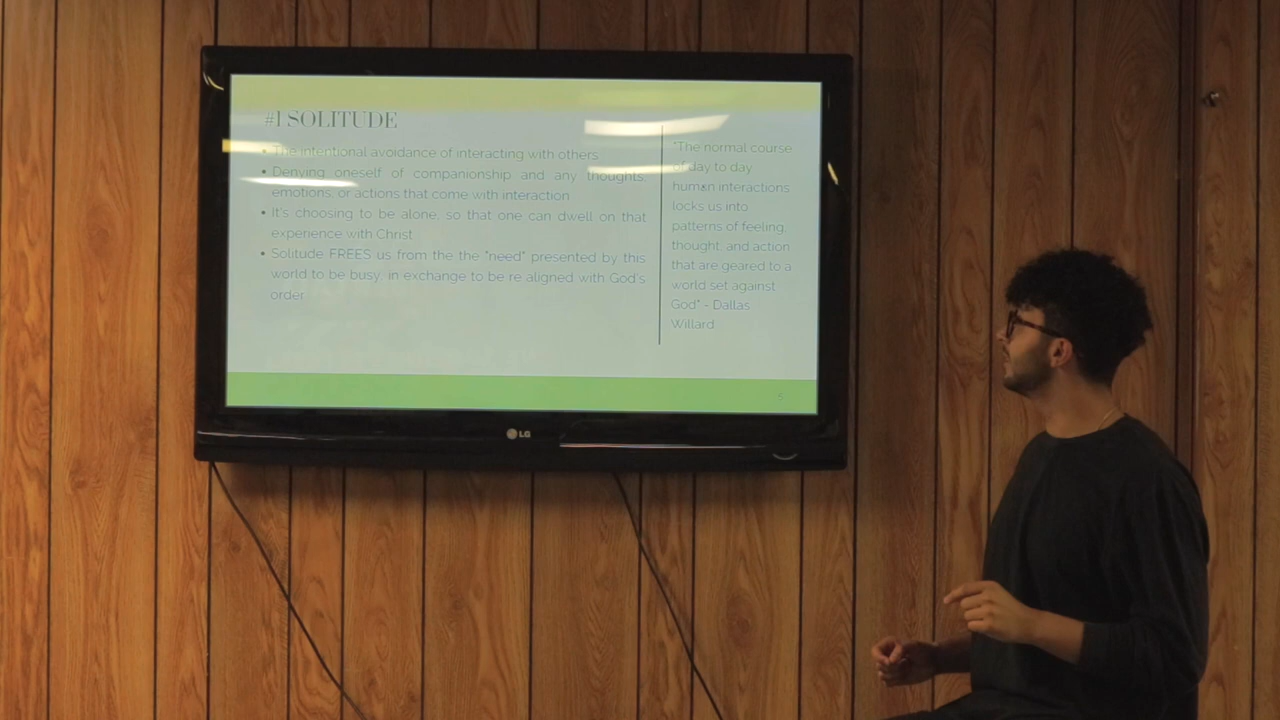 #1 SOLITUDE
• The intentional avoidance of interacting with others
• Denying oneself of companionship and any thoughts,
emotions, or actions that come with interaction
• It's choosing to be alone, so that one can dwell on that
experience with Christ
• Solitude FREES us from the the "need" presented by this
world to be busy, in exchange to be re aligned with God's
order
"The normal course
of day to day
human interactions
locks us into
patterns of feeling,
thought, and action
that are geared to a
world set against
God" - Dallas
Willard
5
LG